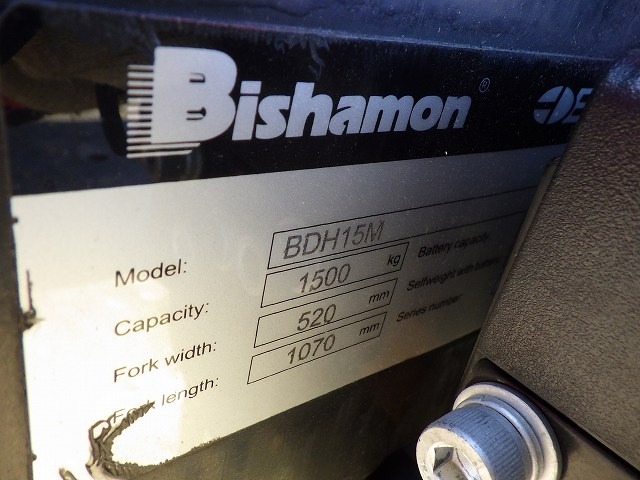 Bishamon®
Model: BDH15M
Capacity: 1500 kg Battery capacity
Fork width: 520 mm Selfweight with battery
Fork length: 1070 mm Series number